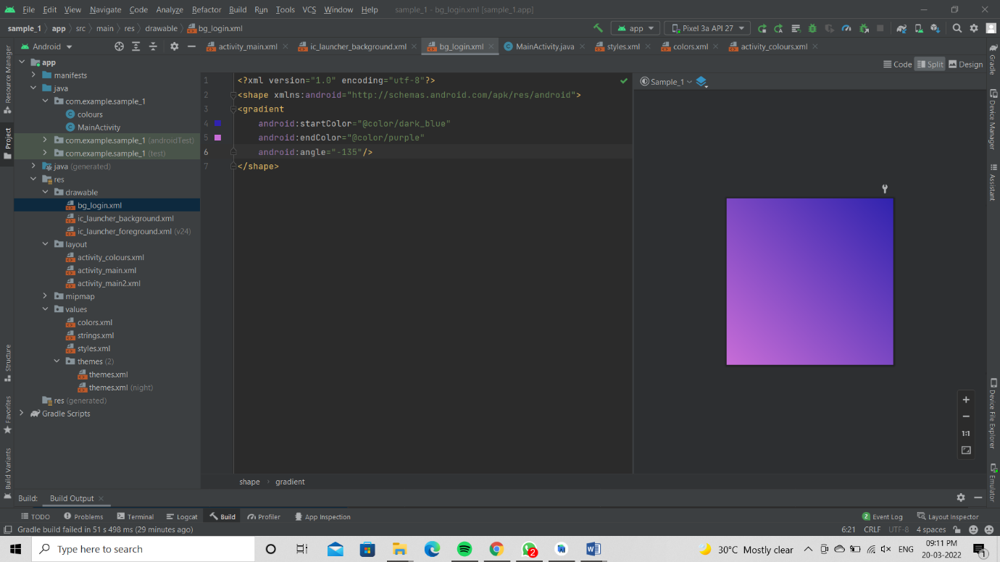 File Edit View Navigate Code Analyze Refactor Build Run Tools VCS Window Help sample_1 - bg_login.xml [sample_1.app]
sample_1 app src main res drawable bg_login.xml app Pixel 3a API 27
Android activity_main.xml ic_launcher_background.xml bg_login.xml MainActivity.java styles.xml colors.xml activity_colours.xml
Code Split Design
Sample_1
Resource Manager
Project
Structure
Favorites
Build Variants
app
manifests
java
com.example.sample_1
colours
MainActivity
com.example.sample_1 (androidTest)
com.example.sample_1 (test)
java (generated)
res
drawable
bg_login.xml
ic_launcher_background.xml
ic_launcher_foreground.xml (v24)
layout
activity_colours.xml
activity_main.xml
activity_main2.xml
mipmap
values
colors.xml
strings.xml
styles.xml
themes (2)
themes.xml
themes.xml (night)
res (generated)
Gradle Scripts
1 <?xml version="1.0" encoding="utf-8"?>
2 <shape xmlns:android="http://schemas.android.com/apk/res/android">
3 <gradient
4 android:startColor="@color/dark_blue"
5 android:endColor="@color/purple"
6 android:angle="-135"/>
7 </shape>
Gradle
Device Manager
Assistant
Device File Explorer
Emulator
1:1
shape gradient
Build: Build Output
TODO Problems Terminal Logcat Build Profiler App Inspection 2 Event Log Layout Inspector
Gradle build failed in 51 s 498 ms (29 minutes ago) 6:21 CRLF UTF-8 4 spaces
Type here to search 2 30°C Mostly clear ENG 09:11 PM 20-03-2022 1